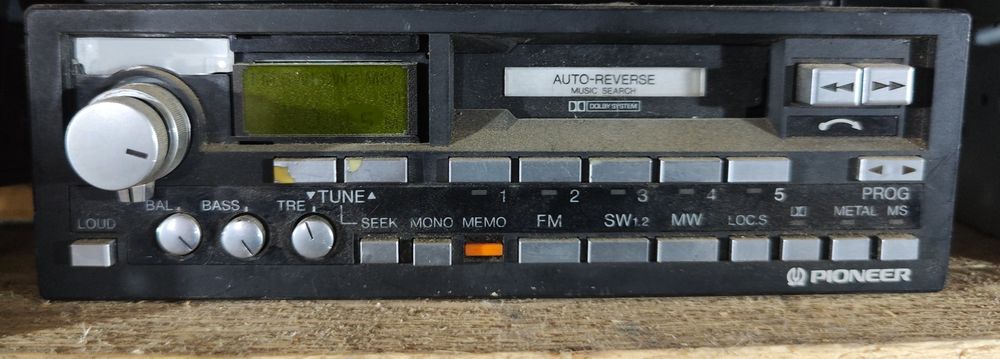 AUTO-REVERSE
MUSIC SEARCH
DOLBY SYSTEM
1 2 3 4 5 PROG
BAL BASS TRE ▼TUNE▲
LOUD SEEK MONO MEMO FM SW1.2 MW LOC.S METAL MS
PIONEER